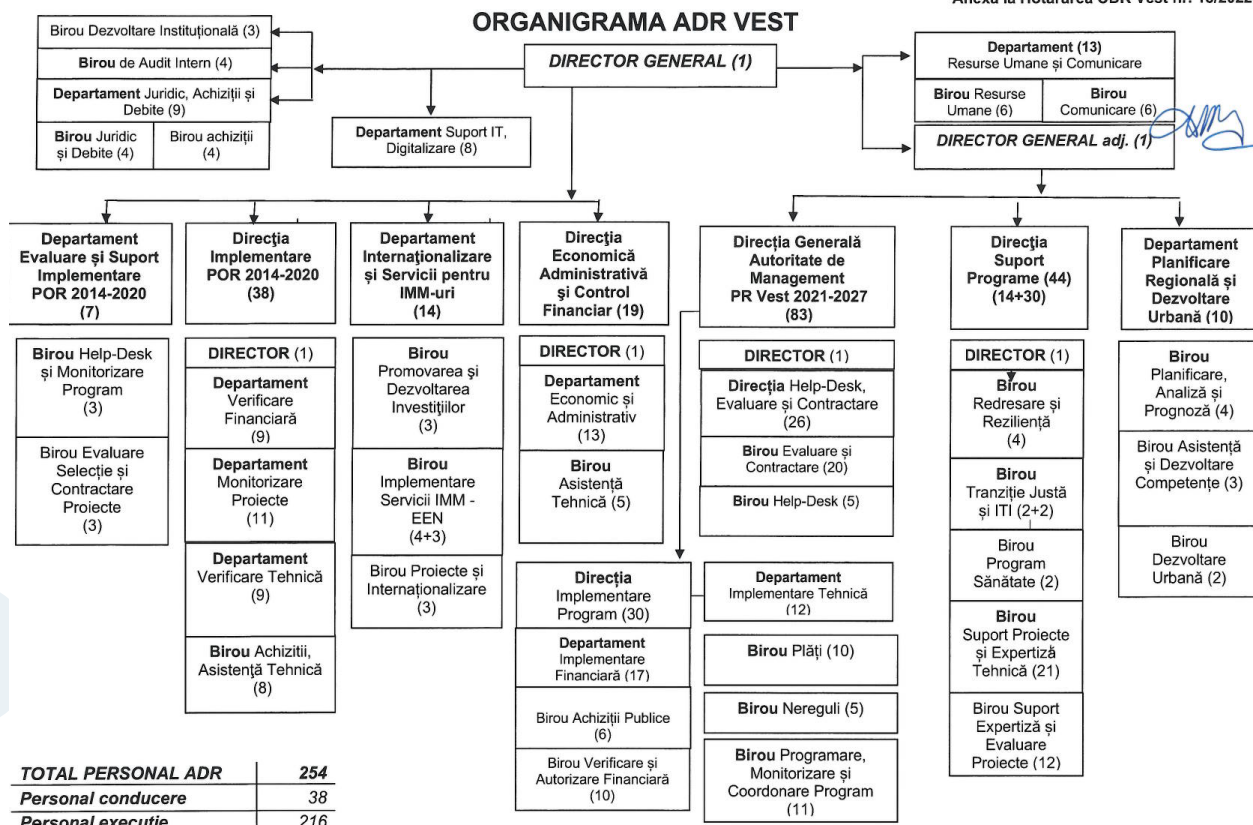 Anexa la Hotărârea CDR Vest nr. 18/2022
ORGANIGRAMA ADR VEST
Birou Dezvoltare Instituțională (3)
Birou de Audit Intern (4)
Departament Juridic, Achiziții și
Debite (9)
Birou Juridic
și Debite (4)
Birou achiziții
(4)
DIRECTOR GENERAL (1)
Departament Suport IT,
Digitalizare (8)
Departament (13)
Resurse Umane și Comunicare
Birou Resurse
Umane (6)
Birou
Comunicare (6)
DIRECTOR GENERAL adj. (1)
Departament
Evaluare și Suport
Implementare
POR 2014-2020
(7)
Birou Help-Desk
și Monitorizare
Program
(3)
Birou Evaluare
Selecție și
Contractare
Proiecte
(3)
Direcţia
Implementare
POR 2014-2020
(38)
DIRECTOR (1)
Departament
Verificare
Financiară
(9)
Departament
Monitorizare
Proiecte
(11)
Departament
Verificare Tehnică
(9)
Birou Achizitii,
Asistenţă Tehnică
(8)
Departament
Internaţionalizare
și Servicii pentru
IMM-uri
(14)
Birou
Promovarea şi
Dezvoltarea
Investiţiilor
(3)
Birou
Implementare
Servicii IMM -
EEN
(4+3)
Birou Proiecte și
Internaționalizare
(3)
Direcţia
Economică
Administrativă
şi Control
Financiar (19)
DIRECTOR (1)
Departament
Economic și
Administrativ
(13)
Birou
Asistență
Tehnică (5)
Direcția Generală
Autoritate de
Management
PR Vest 2021-2027
(83)
DIRECTOR (1)
Direcția Help-Desk,
Evaluare și Contractare
(26)
Birou Evaluare și
Contractare (20)
Birou Help-Desk (5)
Direcția
Implementare
Program (30)
Departament
Implementare
Financiară (17)
Birou Achiziții Publice
(6)
Birou Verificare și
Autorizare Financiară
(10)
Departament
Implementare Tehnică
(12)
Birou Plăți (10)
Birou Nereguli (5)
Birou Programare,
Monitorizare și
Coordonare Program
(11)
Direcţia
Suport
Programe (44)
(14+30)
DIRECTOR (1)
Birou
Redresare și
Reziliență
(4)
Birou
Tranziție Justă
și ITI (2+2)
Birou
Program
Sănătate (2)
Birou
Suport Proiecte
și Expertiză
Tehnică (21)
Birou Suport
Expertiză și
Evaluare
Proiecte (12)
Departament
Planificare
Regională și
Dezvoltare
Urbană (10)
Birou
Planificare,
Analiză și
Prognoză (4)
Birou Asistență
și Dezvoltare
Competențe (3)
Birou
Dezvoltare
Urbană (2)
TOTAL PERSONAL ADR 254
Personal conducere 38
Personal execuție 216